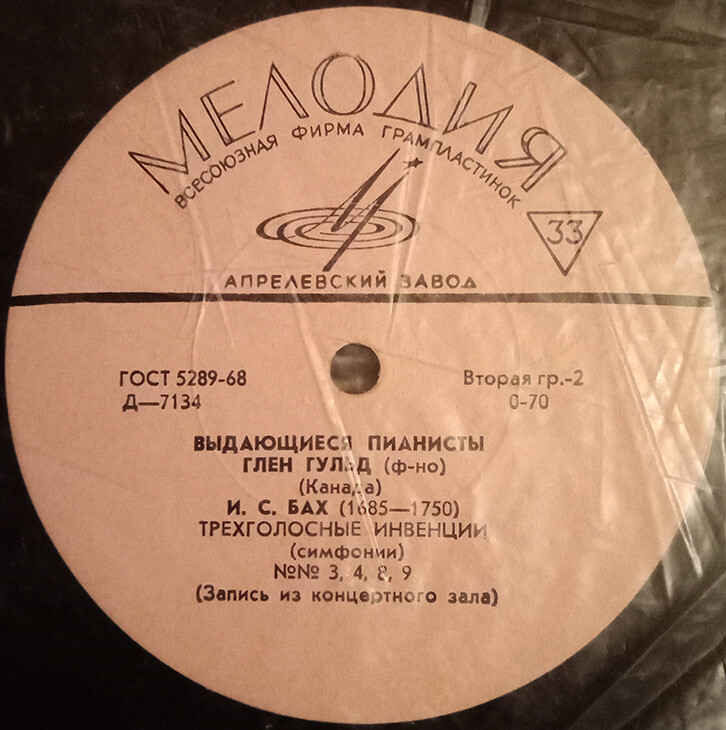 МЕЛОДИЯ
ВСЕСОЮЗНАЯ ФИРМА ГРАМПЛАСТИНОК
33
АПРЕЛЕВСКИЙ ЗАВОД
ГОСТ 5289-68
Вторая гр.-2
Д—7134
0-70
ВЫДАЮЩИЕСЯ ПИАНИСТЫ
ГЛЕН ГУЛЬД (ф-но)
(Канада)
И. С. БАХ (1685—1750)
ТРЕХГОЛОСНЫЕ ИНВЕНЦИИ
(симфонии)
№№ 3, 4, 8, 9
(Запись из концертного зала)